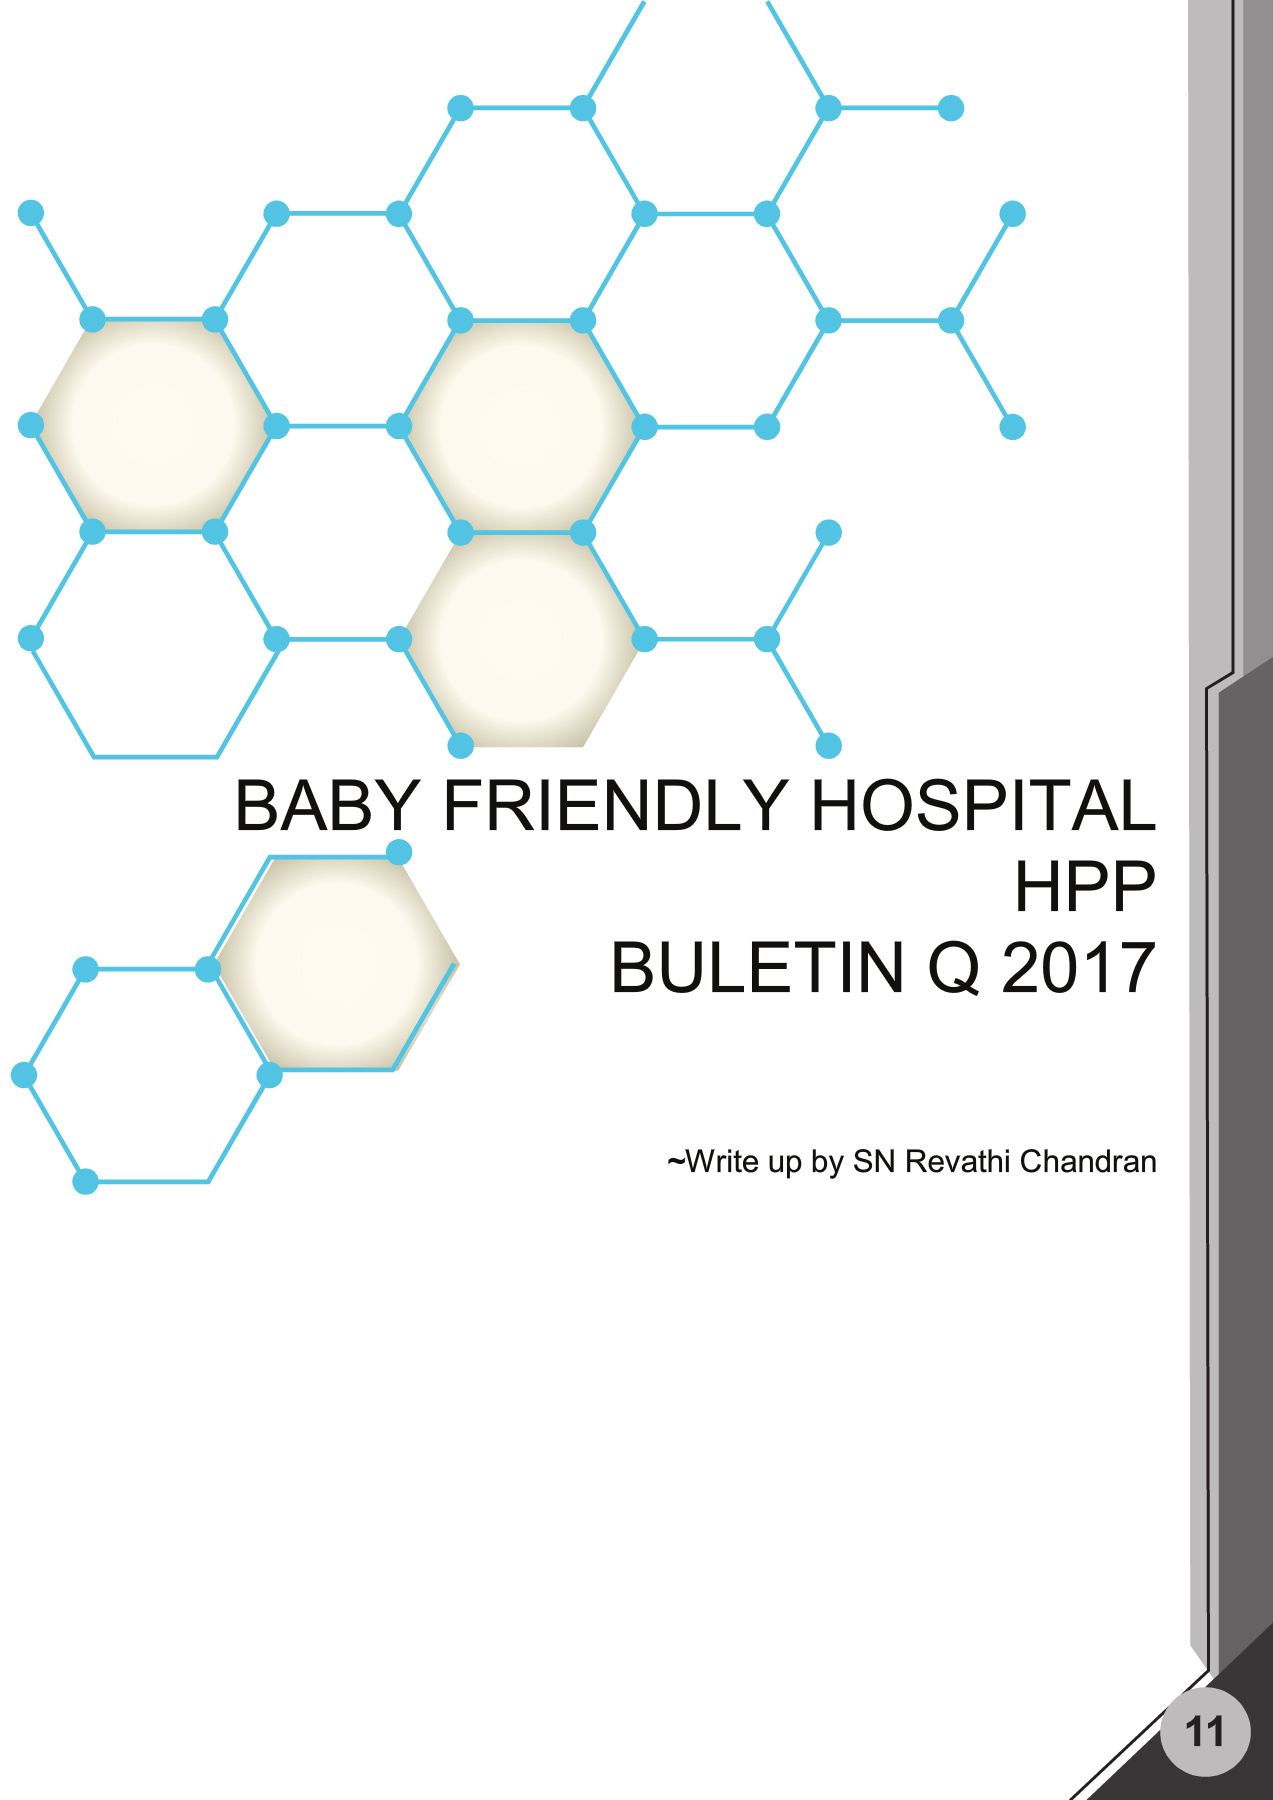 BABY FRIENDLY HOSPITAL
HPP
BULETIN Q 2017
~Write up by SN Revathi Chandran
11